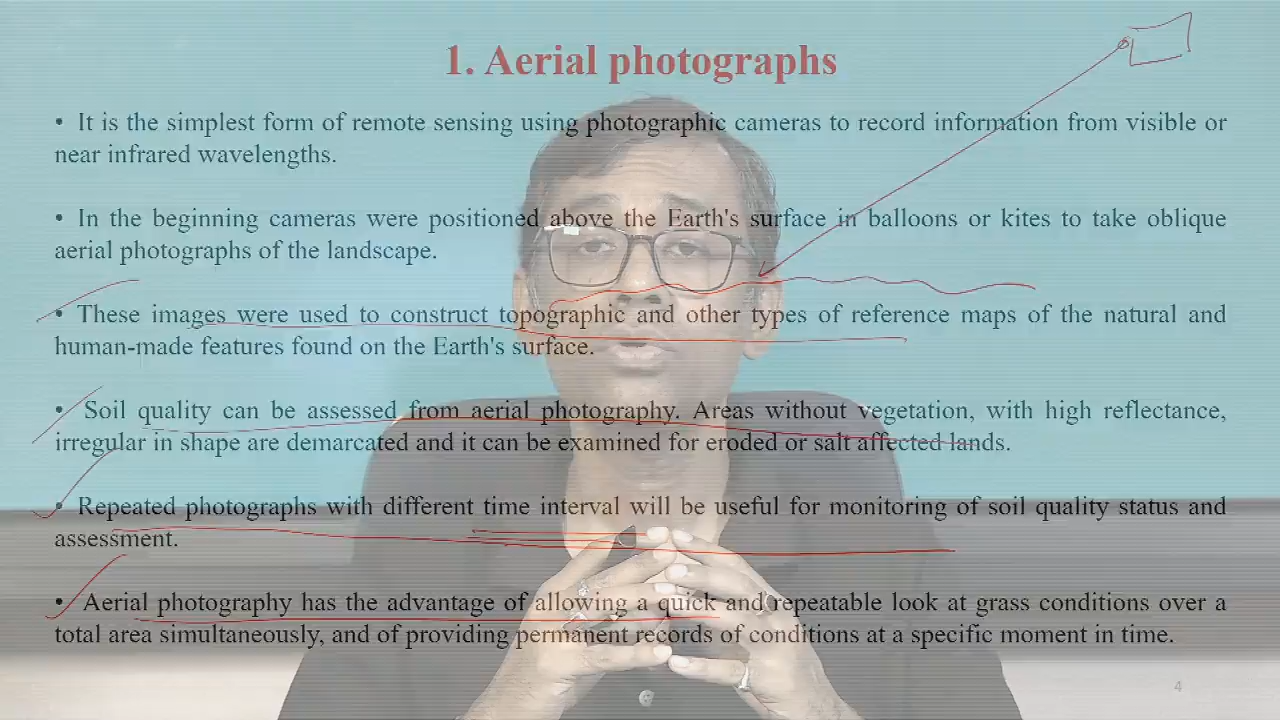 1. Aerial photographs
• It is the simplest form of remote sensing using photographic cameras to record information from visible or
near infrared wavelengths.
• In the beginning cameras were positioned above the Earth's surface in balloons or kites to take oblique
aerial photographs of the landscape.
• These images were used to construct topographic and other types of reference maps of the natural and
human-made features found on the Earth's surface.
• Soil quality can be assessed from aerial photography. Areas without vegetation, with high reflectance,
irregular in shape are demarcated and it can be examined for eroded or salt affected lands.
• Repeated photographs with different time interval will be useful for monitoring of soil quality status and
assessment.
• Aerial photography has the advantage of allowing a quick and repeatable look at grass conditions over a
total area simultaneously, and of providing permanent records of conditions at a specific moment in time.
4